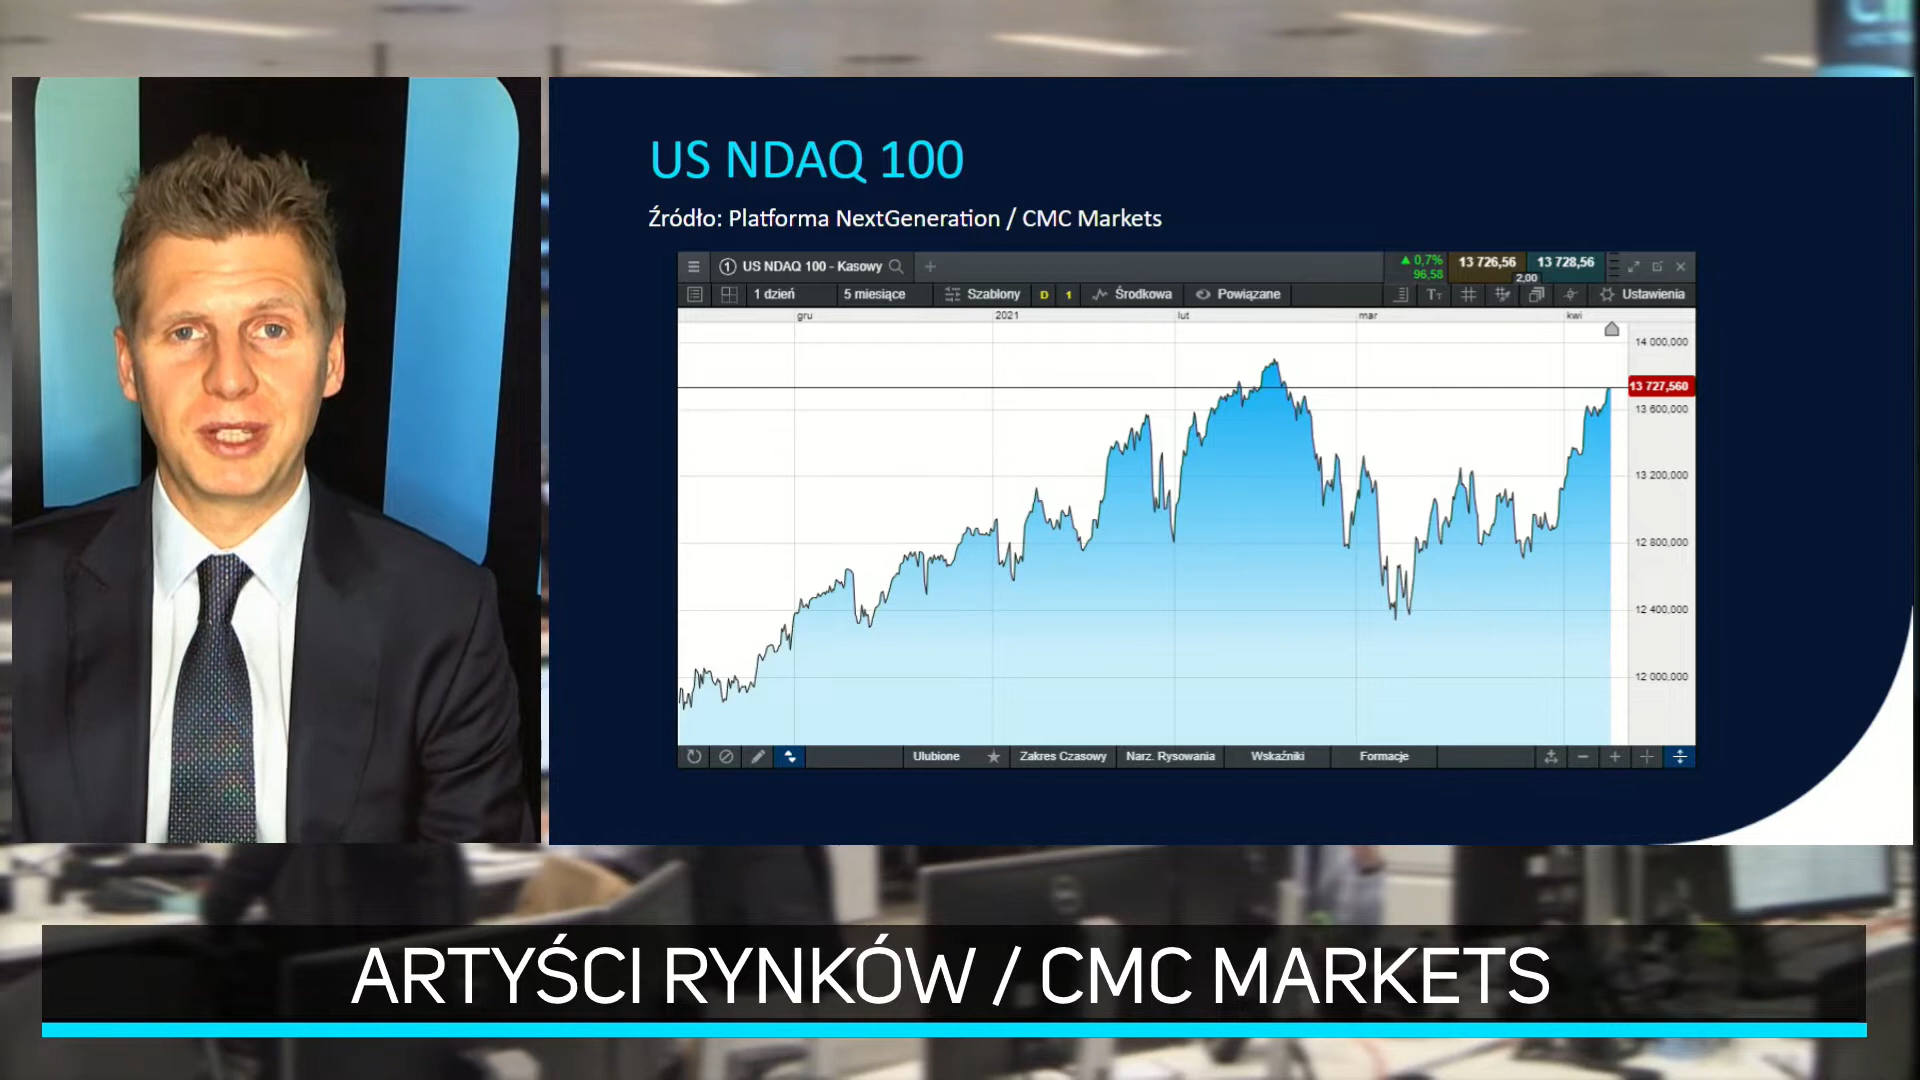 US NDAQ 100
Źródło: Platforma NextGeneration / CMC Markets
1 US NDAQ 100 - Kasowy
0,7%
96,58
13 726,56
2,00
13 728,56
1 dzień
5 miesiące
Szablony
D
1
Środkowa
Powiązane
Ustawienia
gru
2021
lut
mar
kwi
14 000,000
13 727,560
13 600,000
13 200,000
12 800,000
12 400,000
12 000,000
Ulubione
Zakres Czasowy
Narz. Rysowania
Wskaźniki
Formacje
ARTYŚCI RYNKÓW / CMC MARKETS